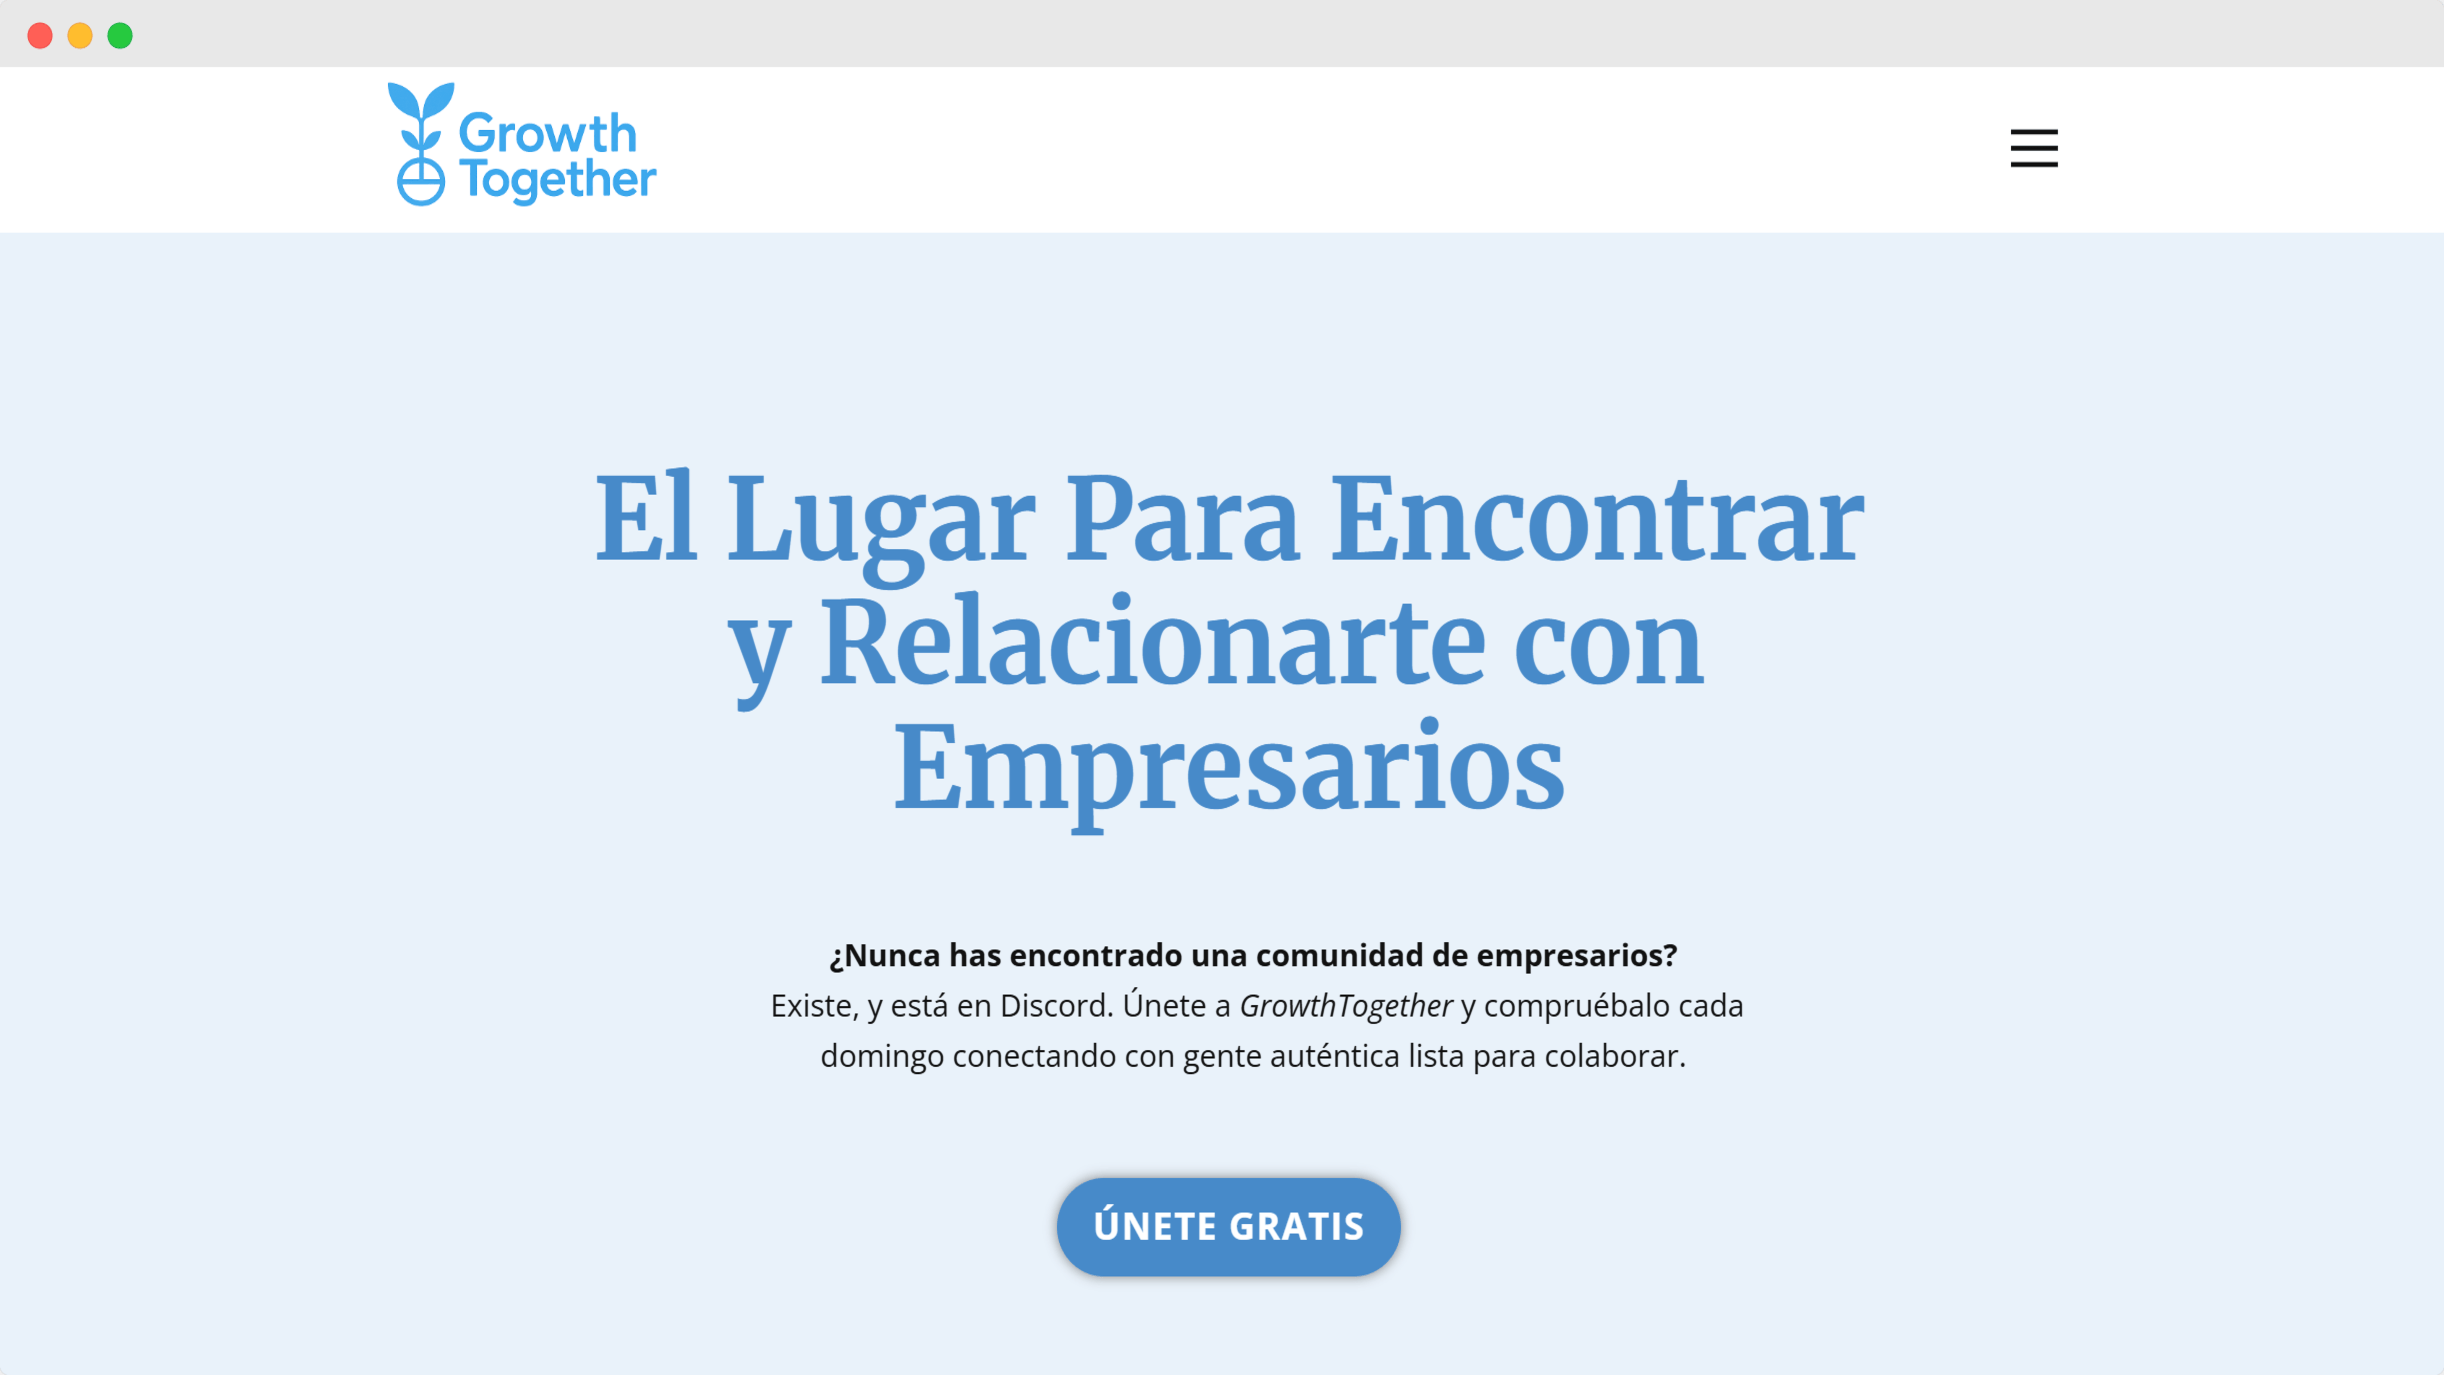 Growth
Together
El Lugar Para Encontrar
y Relacionarte con
Empresarios
¿Nunca has encontrado una comunidad de empresarios?
Existe, y está en Discord. Únete a GrowthTogether y compruébalo cada
domingo conectando con gente auténtica lista para colaborar.
ÚNETE GRATIS